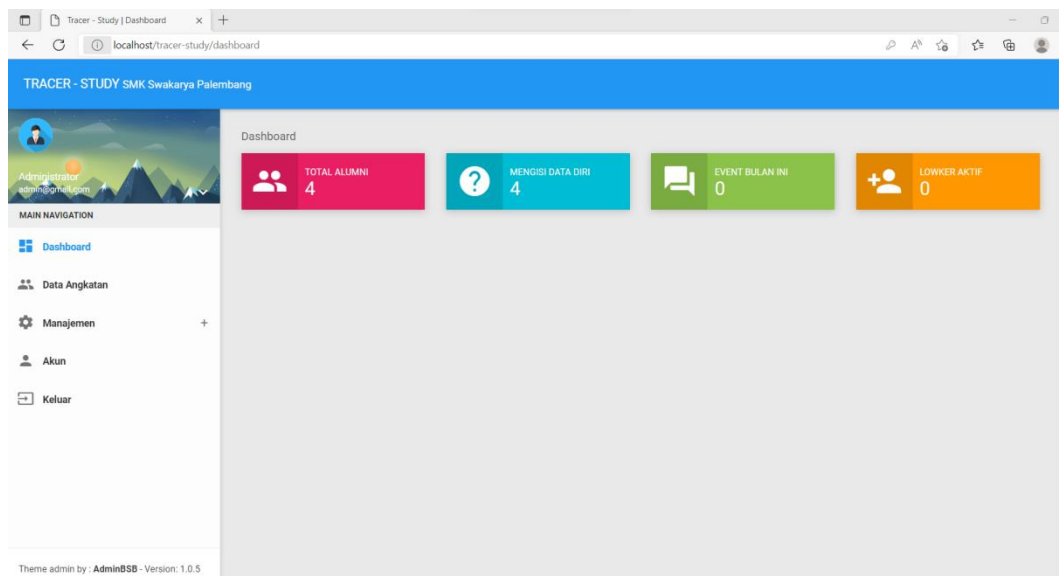 Tracer - Study | Dashboard
localhost/tracer-study/dashboard
TRACER - STUDY SMK Swakarya Palembang
Administrator
admin@gmail.com
MAIN NAVIGATION
Dashboard
Data Angkatan
Manajemen +
Akun
Keluar
Theme admin by : AdminBSB - Version: 1.0.5
Dashboard
TOTAL ALUMNI
4
MENGISI DATA DIRI
4
EVENT BULAN INI
0
LOWKER AKTIF
0